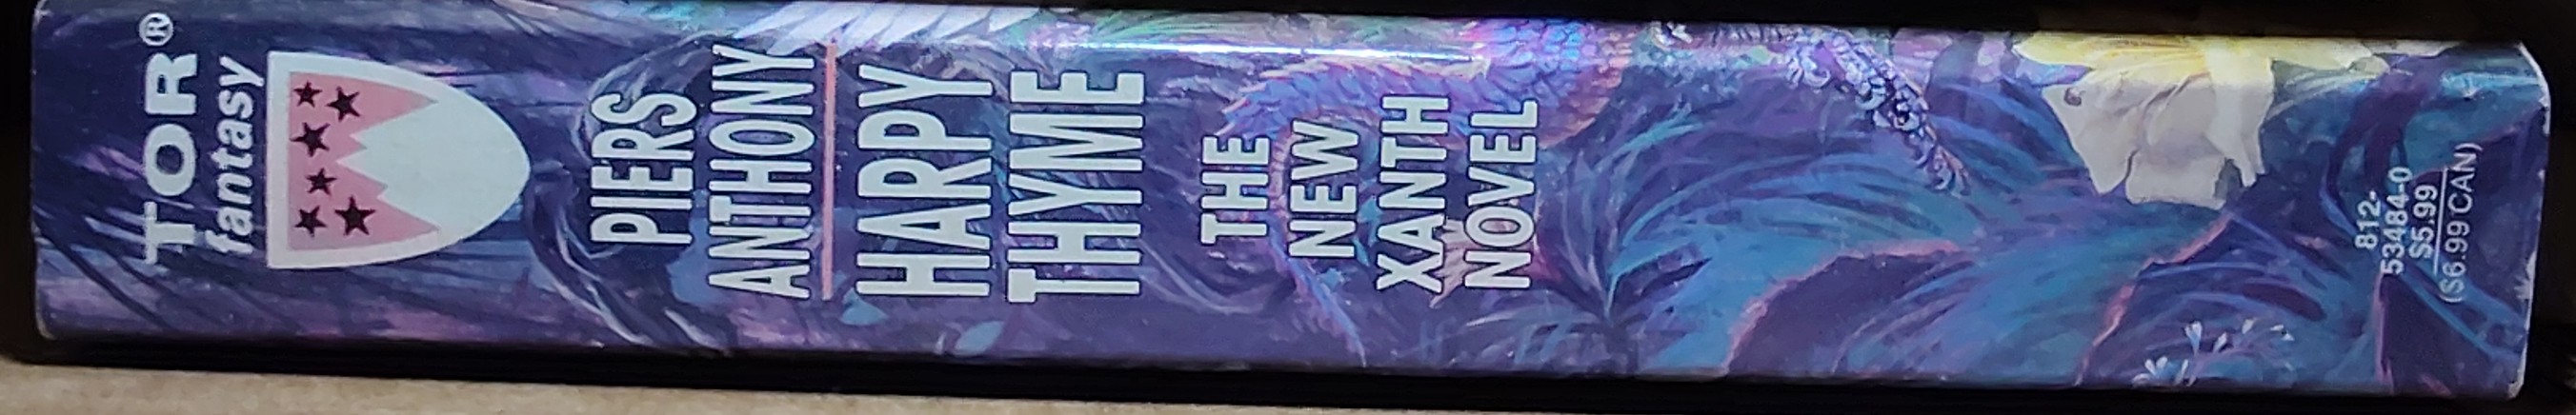 TOR®
fantasy
PIERS
ANTHONY
HARPY
THYME
THE
NEW
XANTH
NOVEL
812-
53484-0
$5.99
($6.99 CAN)